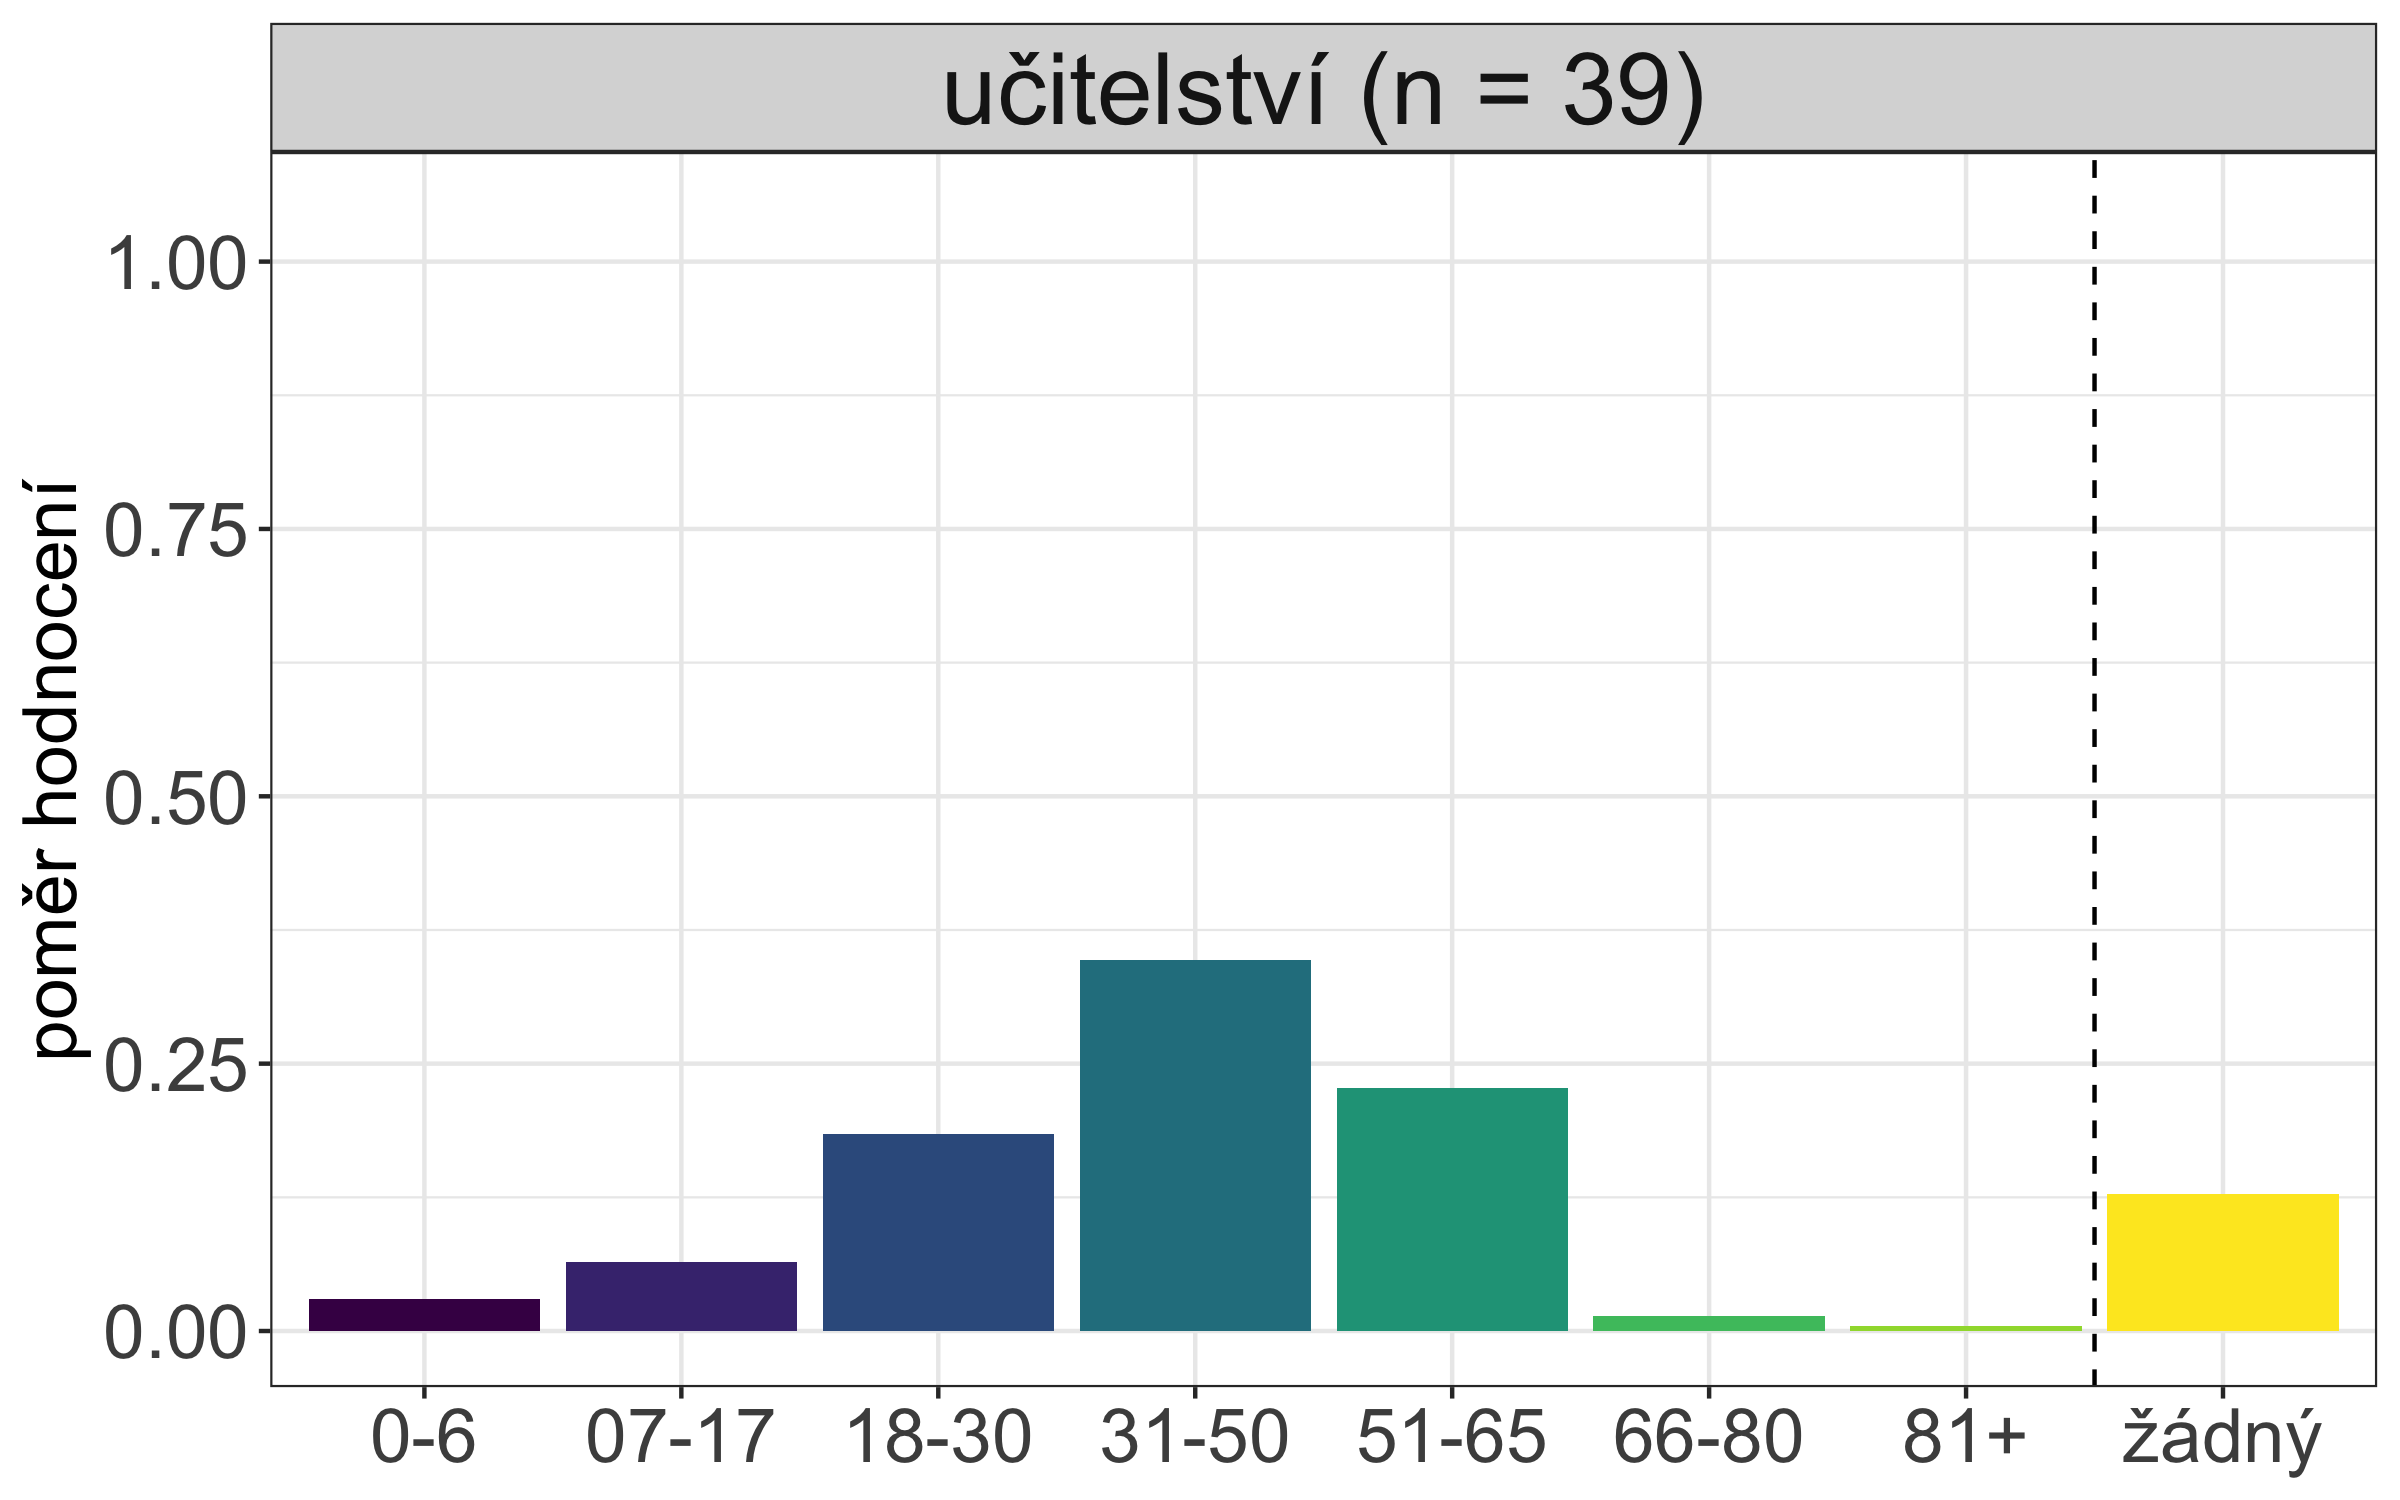 učitelství (n = 39)
poměr hodnocení
1.00
0.75
0.50
0.25
0.00
0-6 07-17 18-30 31-50 51-65 66-80 81+ žádný